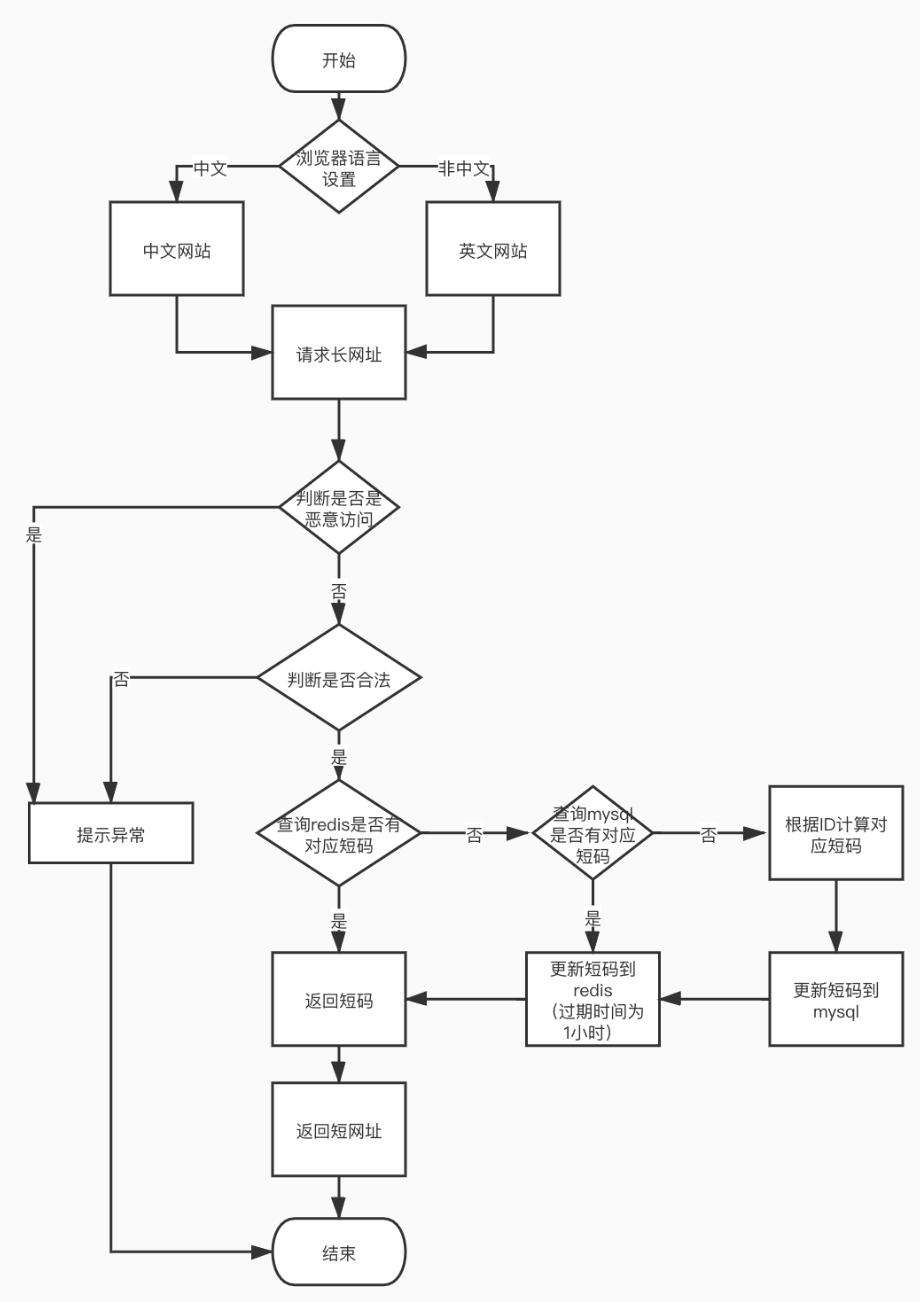 开始
浏览器语言
设置
中文
非中文
中文网站
英文网站
请求长网址
判断是否是
恶意访问
是
否
判断是否合法
否
是
提示异常
查询redis是否有
对应短码
否
查询mysql
是否有对应
短码
否
根据ID计算对
应短码
是
是
返回短码
更新短码到
redis
（过期时间为
1小时）
更新短码到
mysql
返回短网址
结束